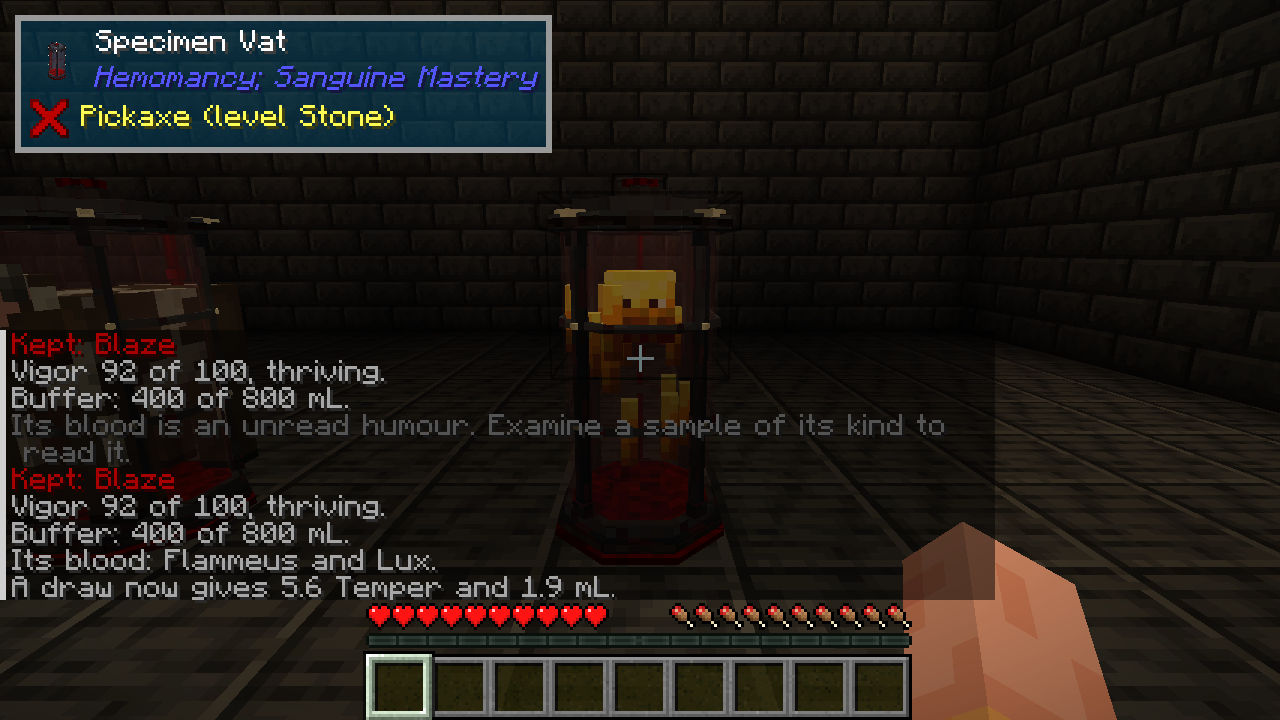 Specimen Vat
Hemomancy; Sanguine Mastery
Pickaxe (level Stone)
Kept: Blaze
Vigor 92 of 100, thriving.
Buffer: 400 of 800 mL.
Its blood is an unread humour. Examine a sample of its kind to
read it.
Kept: Blaze
Vigor 92 of 100, thriving.
Buffer: 400 of 800 mL.
Its blood: Flammeus and Lux.
A draw now gives 5.6 Temper and 1.9 mL.